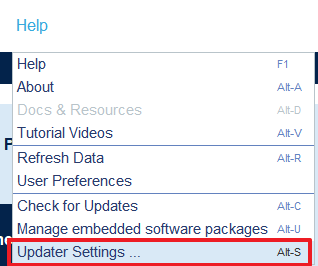 Help
Help F1
About Alt-A
Docs & Resources Alt-D
Tutorial Videos Alt-V
Refresh Data Alt-R
User Preferences
Check for Updates Alt-C
Manage embedded software packages Alt-U
Updater Settings ... Alt-S